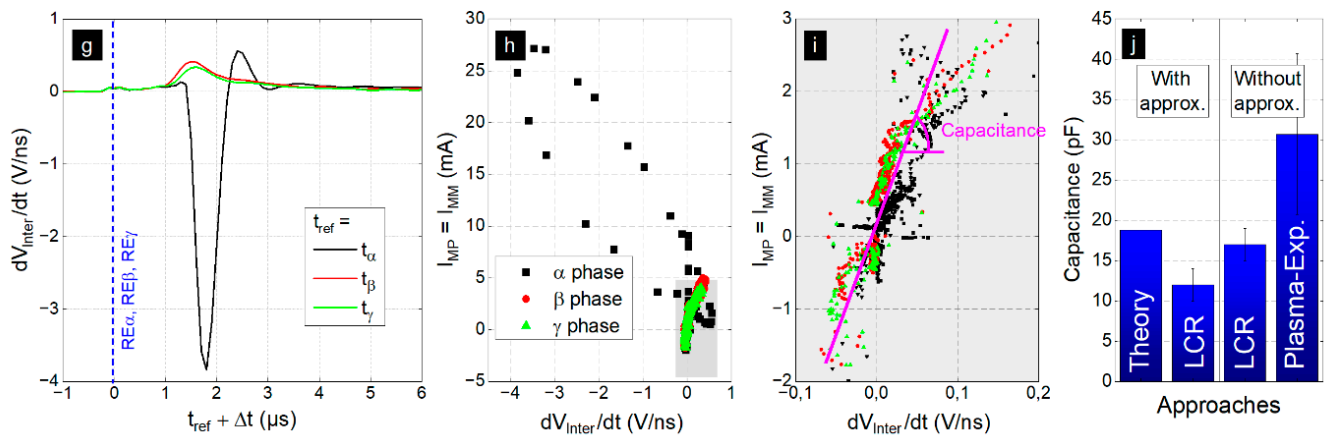 g
1
0
−1
−2
−3
−4
dV_Inter/dt (V/ns)
REα, REβ, REγ
t_ref =
t_α
t_β
t_γ
−1 0 1 2 3 4 5 6
t_ref + Δt (µs)
h
30
25
20
15
10
5
0
−5
I_MP = I_MM (mA)
α phase
β phase
γ phase
−4 −3 −2 −1 0 1
dV_Inter/dt (V/ns)
i
3
2
1
0
−1
−2
I_MP = I_MM (mA)
Capacitance
−0,1 0,0 0,1 0,2
dV_Inter/dt (V/ns)
j
45
40
35
30
25
20
15
10
5
0
Capacitance (pF)
With
approx.
Without
approx.
Theory
LCR
LCR
Plasma-Exp.
Approaches